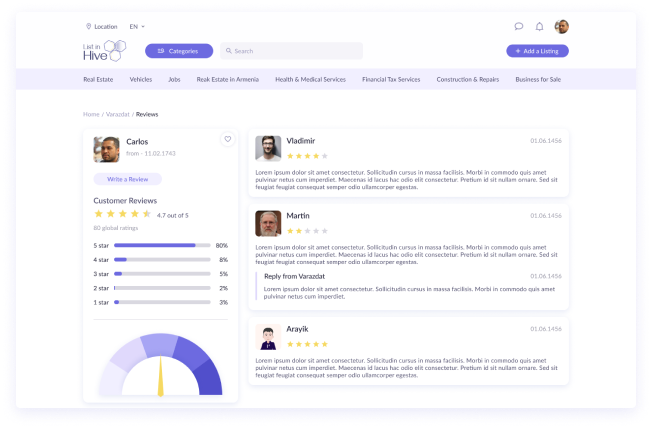 Location EN
List in
Hive
Categories
Search
+ Add a Listing
Real Estate Vehicles Jobs Reak Estate in Armenia Health & Medical Services Financial Tax Services Construction & Repairs Business for Sale
Home / Varazdat / Reviews
Carlos
from - 11.02.1743
Write a Review
Customer Reviews
4.7 out of 5
80 global ratings
5 star 80%
4 star 8%
3 star 5%
2 star 2%
1 star 3%
Vladimir 01.06.1456
Lorem ipsum dolor sit amet consectetur. Sollicitudin cursus in massa facilisis. Morbi in commodo quis amet
pulvinar netus cum imperdiet. Maecenas id lacus hac odio elit consectetur. Pretium id sit nullam ornare. Sed sit
feugiat feugiat consequat semper odio ullamcorper egestas.
Martin 01.06.1456
Lorem ipsum dolor sit amet consectetur. Sollicitudin cursus in massa facilisis. Morbi in commodo quis amet
pulvinar netus cum imperdiet. Maecenas id lacus hac odio elit consectetur. Pretium id sit nullam ornare. Sed sit
feugiat feugiat consequat semper odio ullamcorper egestas.
Reply from Varazdat 01.06.1456
Lorem ipsum dolor sit amet consectetur. Sollicitudin cursus in massa facilisis. Morbi in commodo quis amet
pulvinar netus cum imperdiet.
Arayik 01.06.1456
Lorem ipsum dolor sit amet consectetur. Sollicitudin cursus in massa facilisis. Morbi in commodo quis amet
pulvinar netus cum imperdiet. Maecenas id lacus hac odio elit consectetur. Pretium id sit nullam ornare. Sed sit
feugiat feugiat consequat semper odio ullamcorper egestas.